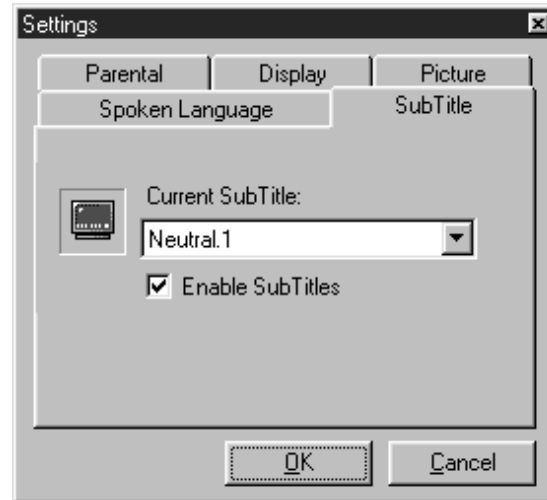 Settings
Parental Display Picture
Spoken Language SubTitle
Current SubTitle:
Neutral.1
Enable SubTitles
OK Cancel